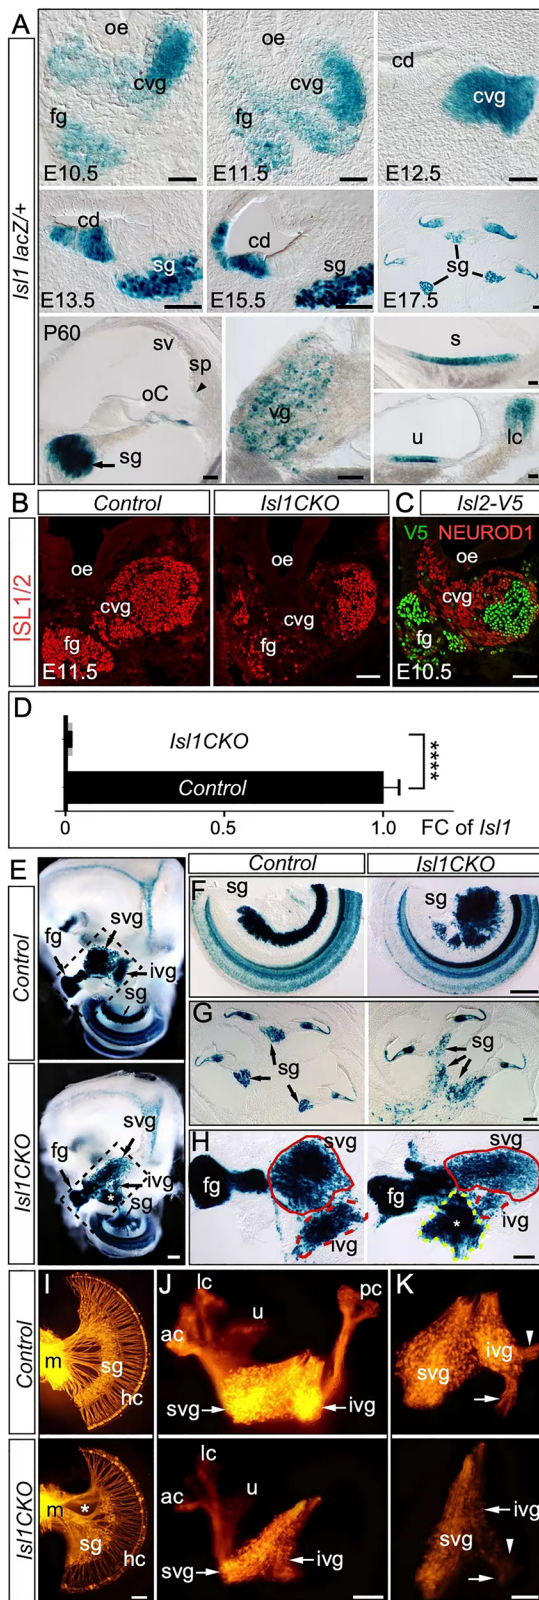 A
Isl1 lacZ/+
oe
cvg
fg
E10.5
oe
cvg
fg
E11.5
cd
cvg
E12.5
cd
sg
E13.5
cd
sg
E15.5
sg
E17.5
P60
sv
sp
oC
sg
vg
s
u
lc
B
Control
Isl1CKO
C
Isl2-V5
ISL1/2
oe
cvg
fg
E11.5
oe
cvg
fg
V5 NEUROD1
oe
cvg
fg
E10.5
D
Isl1CKO
Control
****
0
0.5
1.0
FC of Isl1
E
Control
svg
fg
ivg
sg
Isl1CKO
svg
fg
ivg
sg
*
Control
Isl1CKO
F
sg
sg
G
sg
sg
H
svg
fg
ivg
svg
fg
ivg
*
Control
I
m
sg
hc
J
lc
u
pc
ac
svg
ivg
K
ivg
svg
Isl1CKO
m
*
sg
hc
lc
ac
u
svg
ivg
ivg
svg